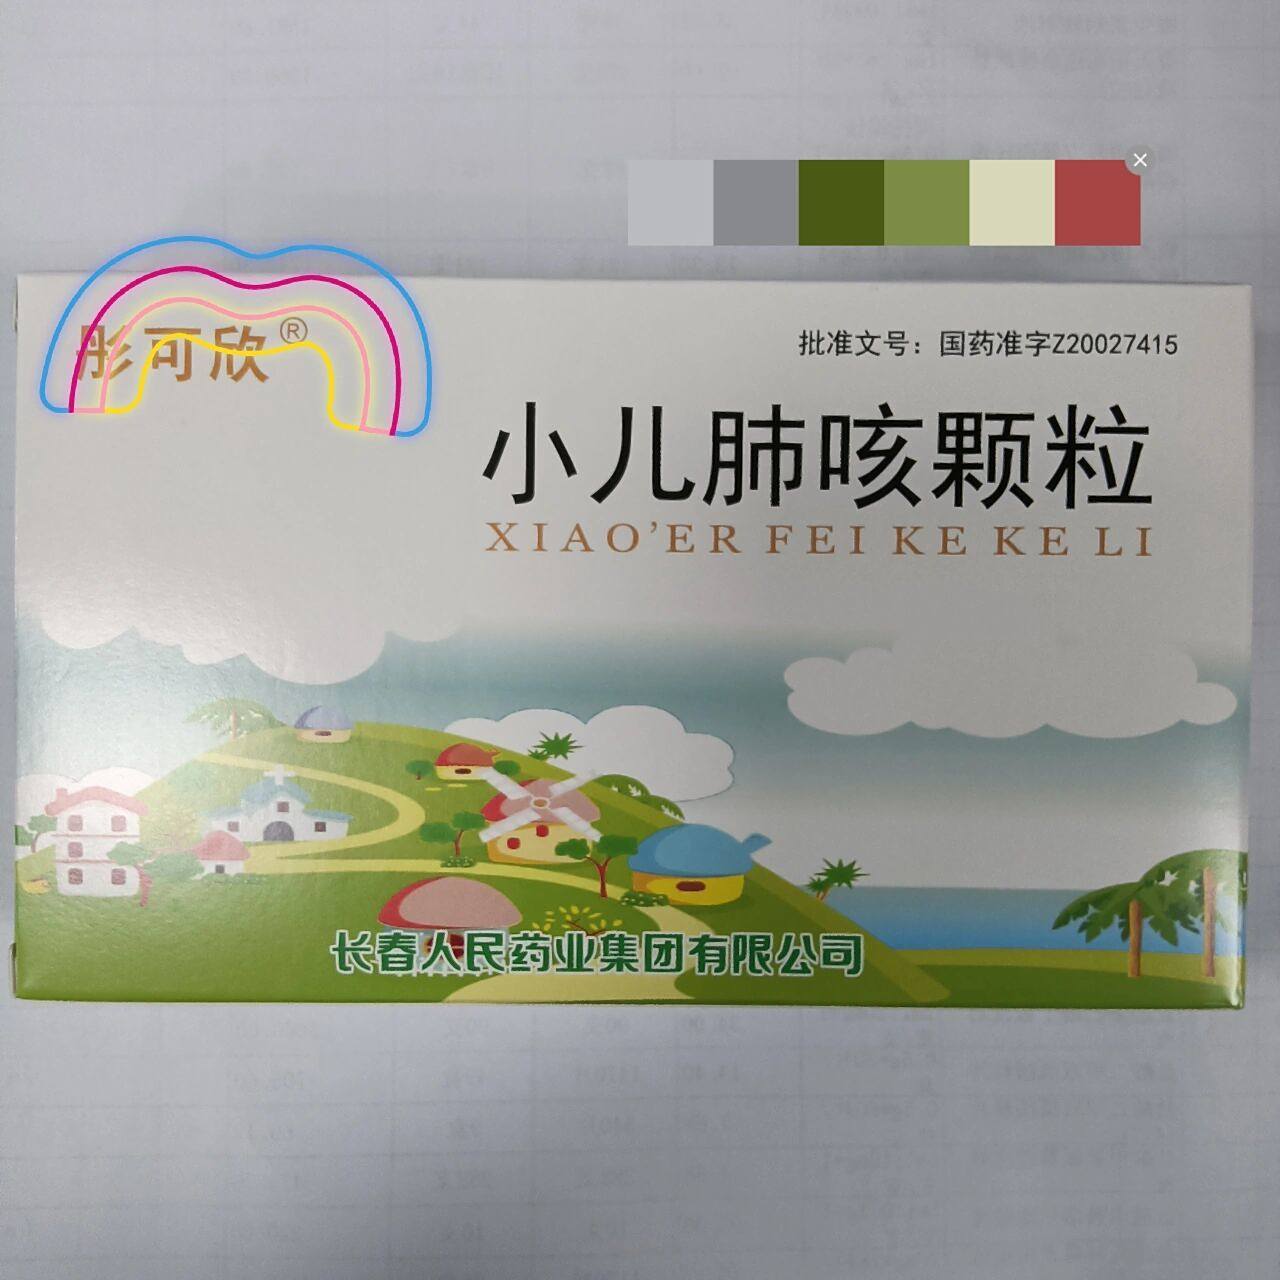 彤可欣®
批准文号：国药准字Z20027415
小儿肺咳颗粒
XIAO'ER FEI KE KE LI
长春人民药业集团有限公司